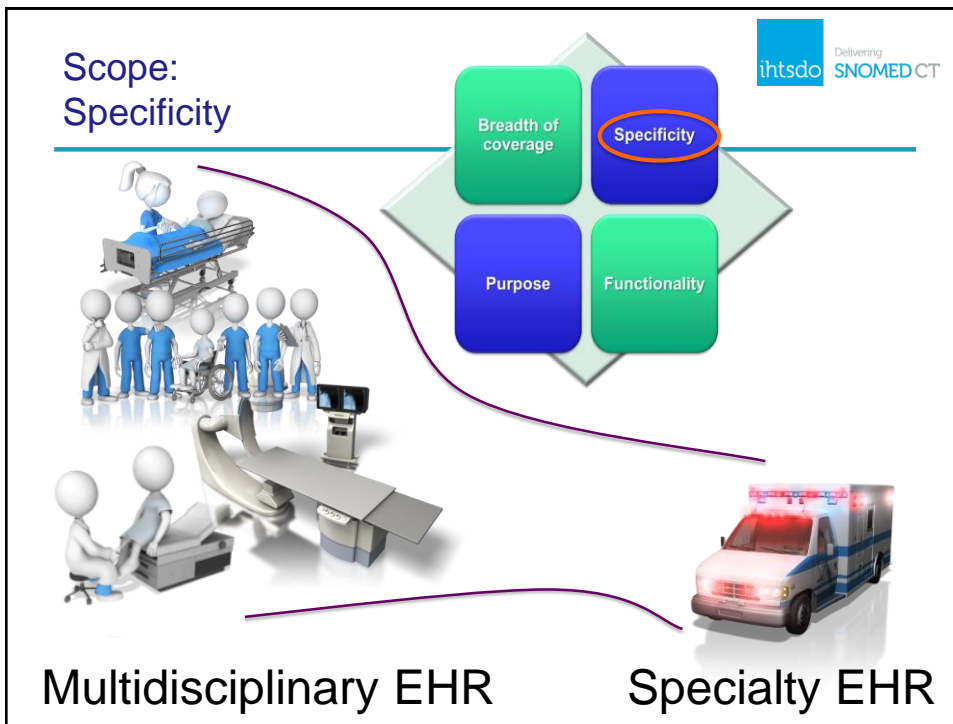 Scope:
Specificity
ihtsdo
Delivering
SNOMED CT
Breadth of
coverage
Specificity
Purpose
Functionality
Multidisciplinary EHR
Specialty EHR